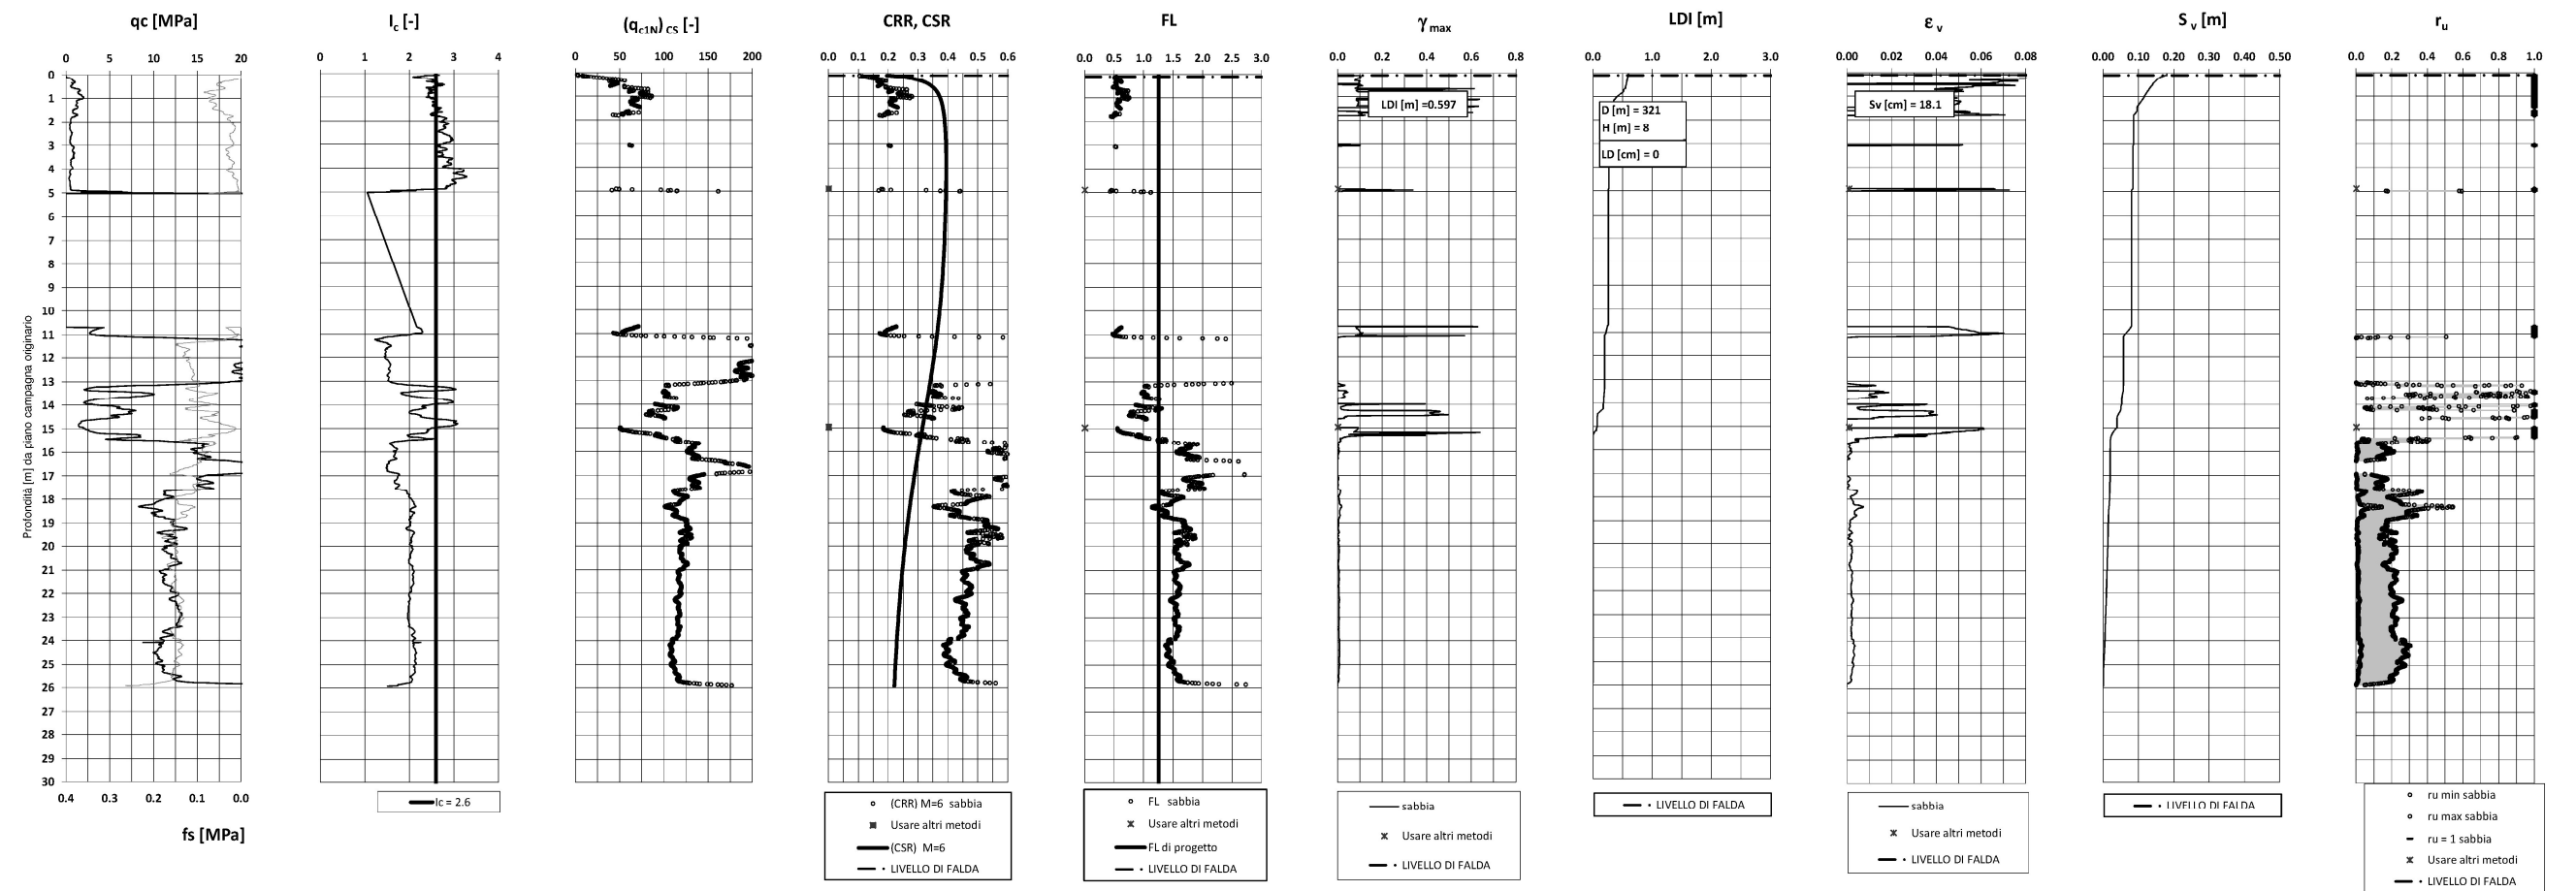 qc [MPa]
Ic [-]
(qc1N) CS [-]
CRR, CSR
FL
γ max
LDI [m]
ε v
S v [m]
ru
0 5 10 15 20
0 1 2 3 4
0 50 100 150 200
0.0 0.1 0.2 0.3 0.4 0.5 0.6
0.0 0.5 1.0 1.5 2.0 2.5 3.0
0.0 0.2 0.4 0.6 0.8
0.0 1.0 2.0 3.0
0.00 0.02 0.04 0.06 0.08
0.00 0.10 0.20 0.30 0.40 0.50
0.0 0.2 0.4 0.6 0.8 1.0
Profondità [m] da piano campagna originario
0
1
2
3
4
5
6
7
8
9
10
11
12
13
14
15
16
17
18
19
20
21
22
23
24
25
26
27
28
29
30
0.4 0.3 0.2 0.1 0.0
fs [MPa]
LDI [m] =0.597
D [m] = 321
H [m] = 8
LD [cm] = 0
Sv [cm] = 18.1
Ic = 2.6
(CRR) M=6 sabbia
Usare altri metodi
(CSR) M=6
LIVELLO DI FALDA
FL sabbia
Usare altri metodi
FL di progetto
LIVELLO DI FALDA
sabbia
Usare altri metodi
LIVELLO DI FALDA
LIVELLO DI FALDA
sabbia
Usare altri metodi
LIVELLO DI FALDA
LIVELLO DI FALDA
ru min sabbia
ru max sabbia
ru = 1 sabbia
Usare altri metodi
LIVELLO DI FALDA